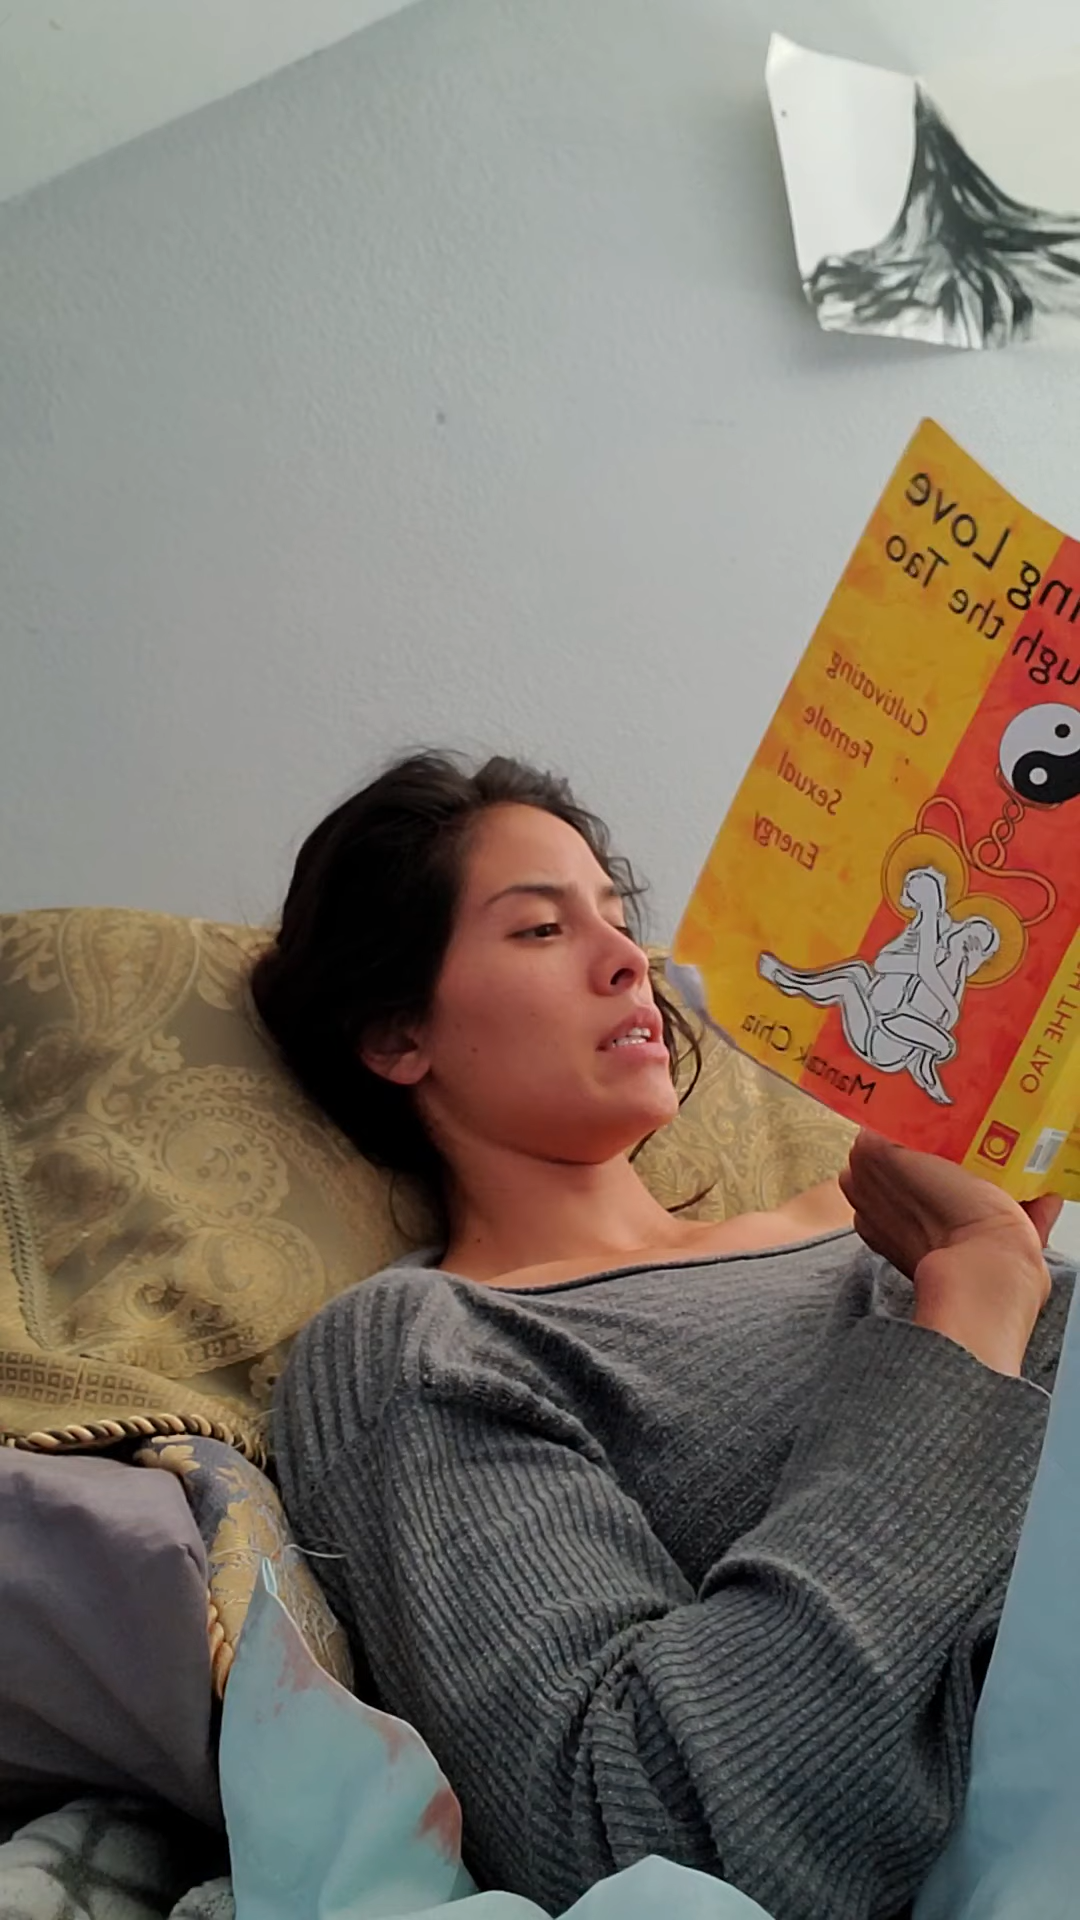 ing Love
ugh the Tao
Cultivating
Female
Sexual
Energy
Mantak Chia
THE TAO